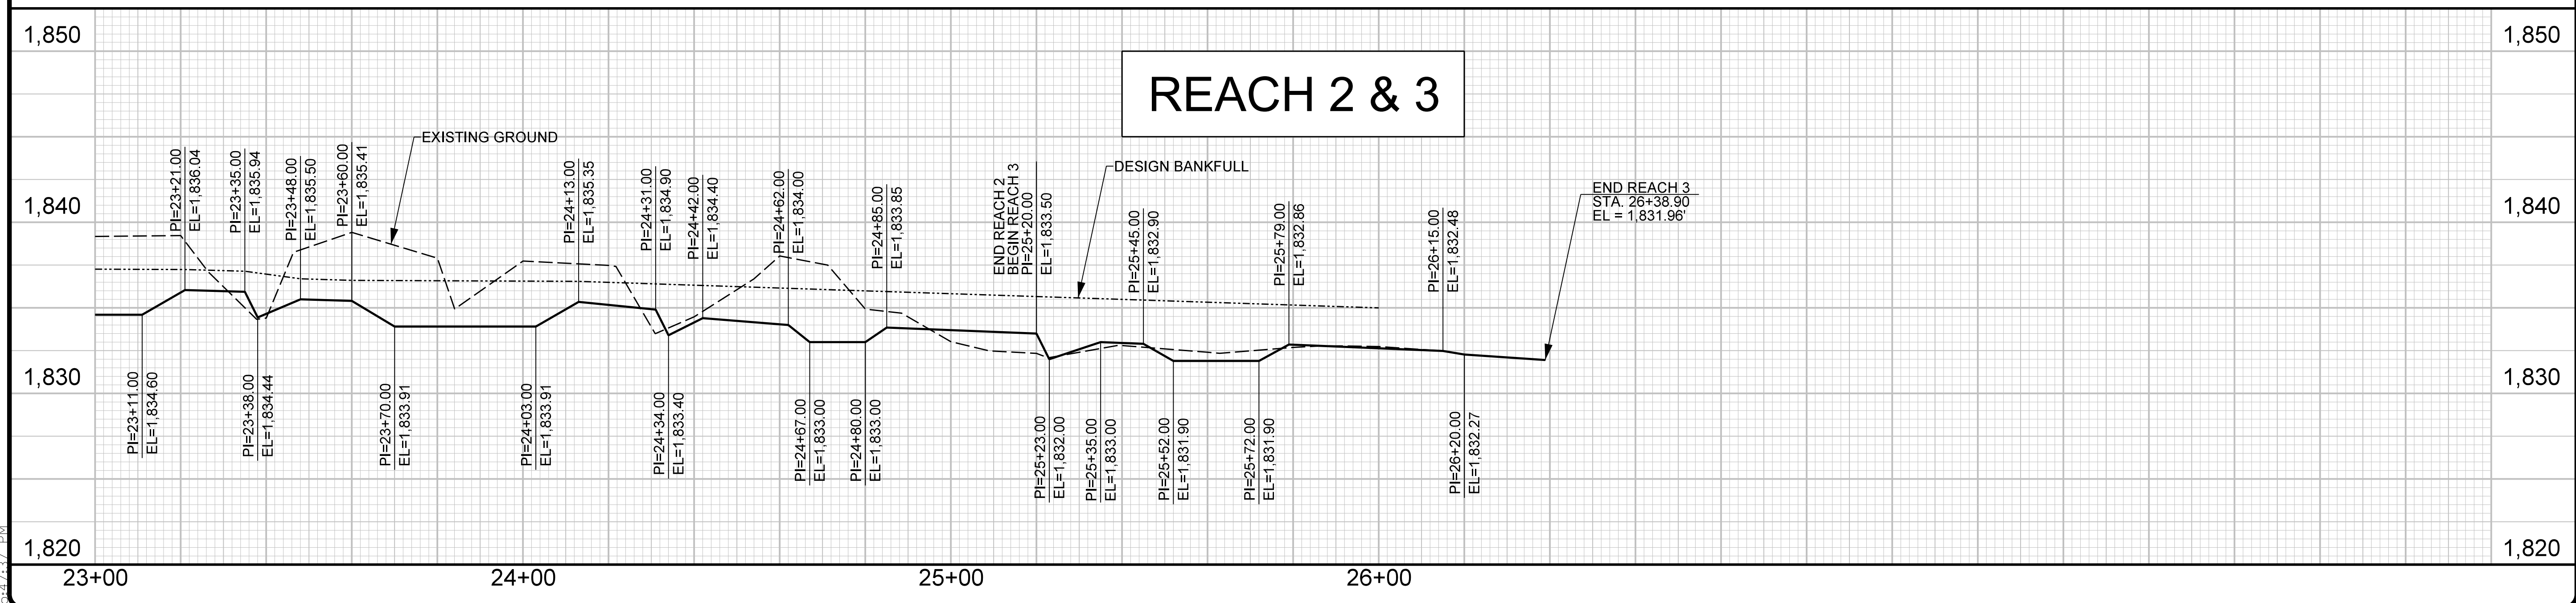 1,850
1,850
REACH 2 & 3
EXISTING GROUND
DESIGN BANKFULL
END REACH 3
STA. 26+38.90
EL = 1,831.96'
1,840
1,840
PI=23+21.00
EL=1,836.04
PI=23+35.00
EL=1,835.94
PI=23+48.00
EL=1,835.50
PI=23+60.00
EL=1,835.41
PI=24+13.00
EL=1,835.35
PI=24+31.00
EL=1,834.90
PI=24+42.00
EL=1,834.40
PI=24+62.00
EL=1,834.00
PI=24+85.00
EL=1,833.85
END REACH 2
BEGIN REACH 3
PI=25+20.00
EL=1,833.50
PI=25+45.00
EL=1,832.90
PI=25+79.00
EL=1,832.86
PI=26+15.00
EL=1,832.48
1,830
1,830
PI=23+11.00
EL=1,834.60
PI=23+38.00
EL=1,834.44
PI=23+70.00
EL=1,833.91
PI=24+03.00
EL=1,833.91
PI=24+34.00
EL=1,833.40
PI=24+67.00
EL=1,833.00
PI=24+80.00
EL=1,833.00
PI=25+23.00
EL=1,832.00
PI=25+35.00
EL=1,833.00
PI=25+52.00
EL=1,831.90
PI=25+72.00
EL=1,831.90
PI=26+20.00
EL=1,832.27
1,820
1,820
23+00
24+00
25+00
26+00